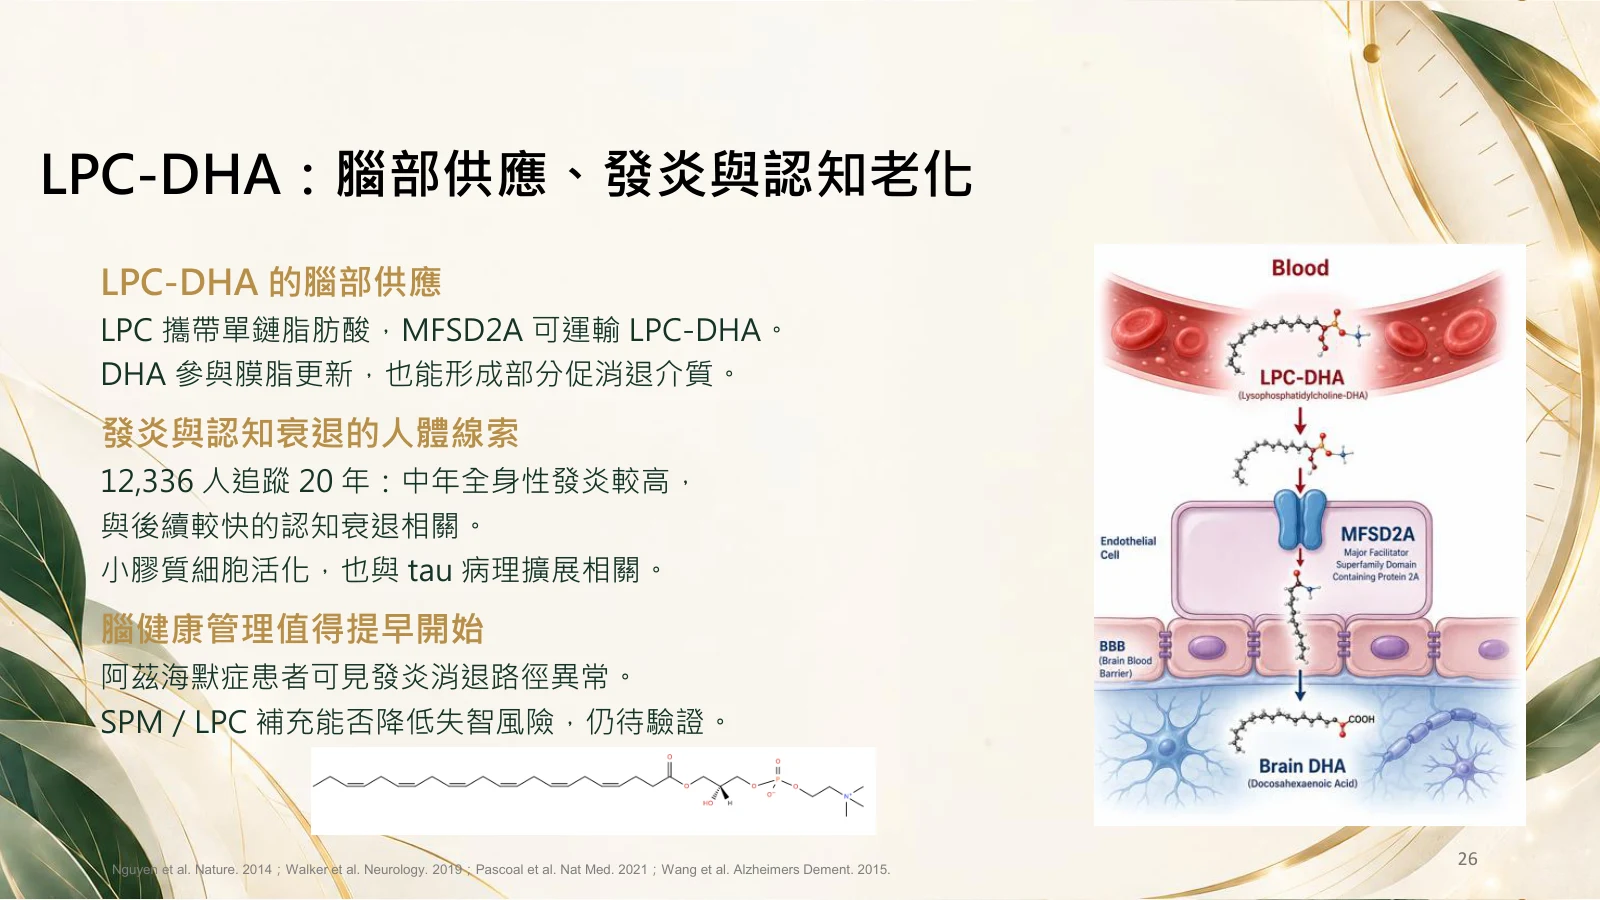 LPC-DHA：腦部供應、發炎與認知老化
LPC-DHA 的腦部供應
LPC 攜帶單鏈脂肪酸，MFSD2A 可運輸 LPC-DHA。
DHA 參與膜脂更新，也能形成部分促消退介質。
發炎與認知衰退的人體線索
12,336 人追蹤 20 年：中年全身性發炎較高，
與後續較快的認知衰退相關。
小膠質細胞活化，也與 tau 病理擴展相關。
腦健康管理值得提早開始
阿茲海默症患者可見發炎消退路徑異常。
SPM / LPC 補充能否降低失智風險，仍待驗證。
O
O
HO
H
O
P
O
O⁻
O
N⁺
Blood
LPC-DHA
(Lysophosphatidylcholine-DHA)
Endothelial
Cell
MFSD2A
Major Facilitator
Superfamily Domain
Containing Protein 2A
BBB
(Brain Blood
Barrier)
COOH
Brain DHA
(Docosahexaenoic Acid)
Nguyen et al. Nature. 2014；Walker et al. Neurology. 2019；Pascoal et al. Nat Med. 2021；Wang et al. Alzheimers Dement. 2015.
26